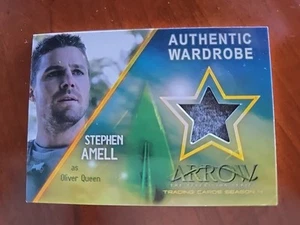 AUTHENTIC
WARDROBE
STEPHEN
AMELL
as
Oliver Queen
ARROW
TRADING CARDS SEASON